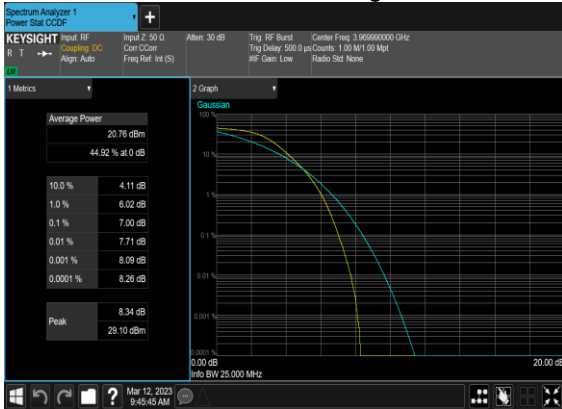 Spectrum Analyzer 1
Power Stat CCDF
+
KEYSIGHT
R T
LXI
Input: RF
Coupling: DC
Align: Auto
Input Z: 50 Ω
Corr CCorr
Freq Ref: Int (S)
Atten: 30 dB
Trig: RF Burst
Trig Delay: 500.0 µs
#IF Gain: Low
Center Freq: 3.969990000 GHz
Counts: 1.00 M/1.00 Mpt
Radio Std: None
1 Metrics
Average Power
20.76 dBm
44.92 % at 0 dB
10.0 % 4.11 dB
1.0 % 6.02 dB
0.1 % 7.00 dB
0.01 % 7.71 dB
0.001 % 8.09 dB
0.0001 % 8.26 dB
Peak
8.34 dB
29.10 dBm
2 Graph
Gaussian
100 %
10 %
1 %
0.1 %
0.01 %
0.001 %
0.0001 %
0.00 dB 20.00 dB
Info BW 25.000 MHz
?
Mar 12, 2023
9:45:45 AM